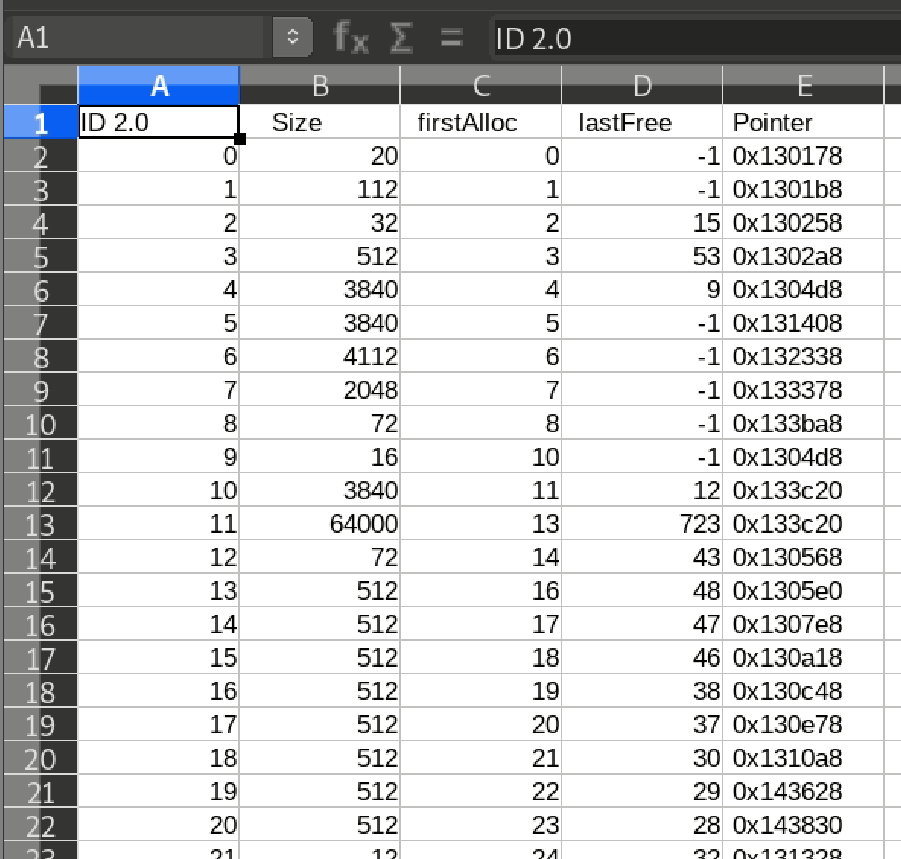 A1 fx Σ = ID 2.0
A B C D E
1 ID 2.0 Size firstAlloc lastFree Pointer
2 0 20 0 -1 0x130178
3 1 112 1 -1 0x1301b8
4 2 32 2 15 0x130258
5 3 512 3 53 0x1302a8
6 4 3840 4 9 0x1304d8
7 5 3840 5 -1 0x131408
8 6 4112 6 -1 0x132338
9 7 2048 7 -1 0x133378
10 8 72 8 -1 0x133ba8
11 9 16 10 -1 0x1304d8
12 10 3840 11 12 0x133c20
13 11 64000 13 723 0x133c20
14 12 72 14 43 0x130568
15 13 512 16 48 0x1305e0
16 14 512 17 47 0x1307e8
17 15 512 18 46 0x130a18
18 16 512 19 38 0x130c48
19 17 512 20 37 0x130e78
20 18 512 21 30 0x1310a8
21 19 512 22 29 0x143628
22 20 512 23 28 0x143830
23 21 12 24 32 0x131328